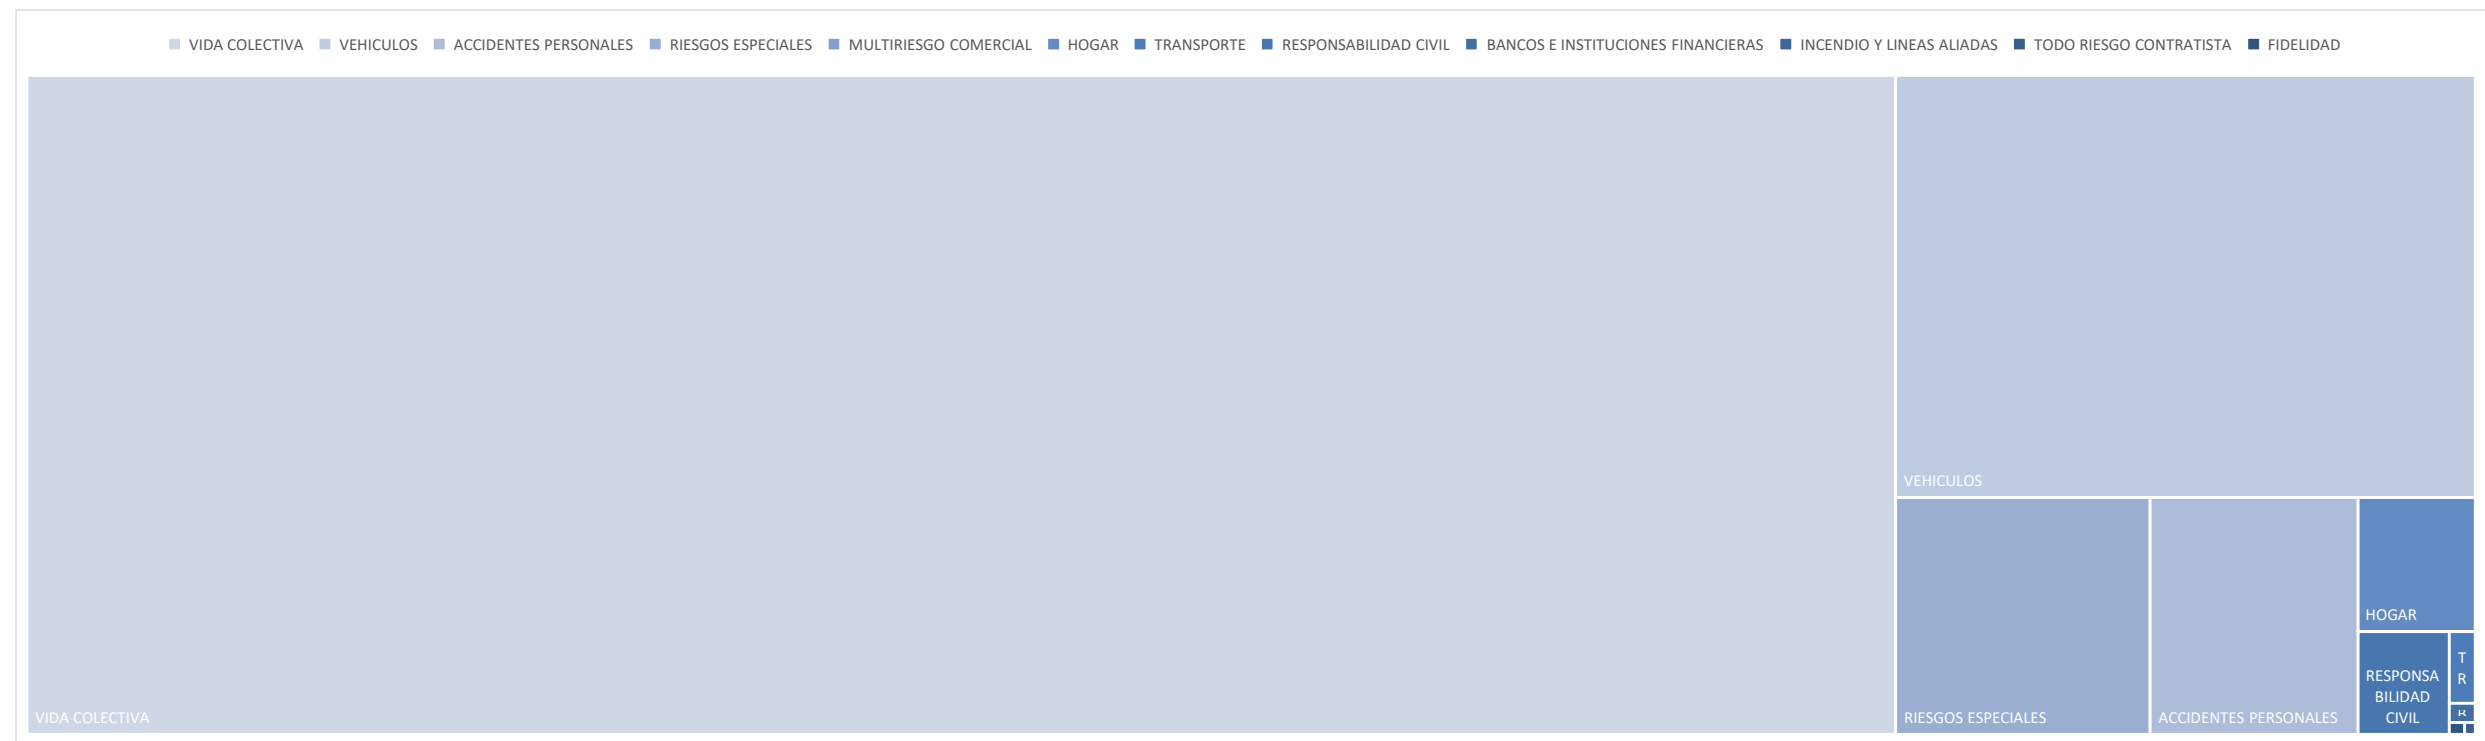 VIDA COLECTIVA VEHICULOS ACCIDENTES PERSONALES RIESGOS ESPECIALES MULTIRIESGO COMERCIAL HOGAR TRANSPORTE RESPONSABILIDAD CIVIL BANCOS E INSTITUCIONES FINANCIERAS INCENDIO Y LINEAS ALIADAS TODO RIESGO CONTRATISTA FIDELIDAD
VEHICULOS
HOGAR
T
R
RESPONSA
BILIDAD
CIVIL
VIDA COLECTIVA
RIESGOS ESPECIALES
ACCIDENTES PERSONALES